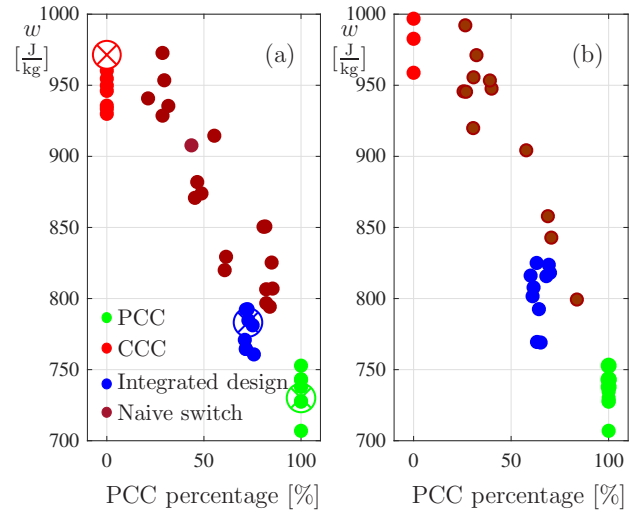 w
[J/kg]
1000
950
900
850
800
750
700
(a)
PCC
CCC
Integrated design
Naive switch
0
50
100
PCC percentage [%]
w
[J/kg]
1000
950
900
850
800
750
700
(b)
0
50
100
PCC percentage [%]